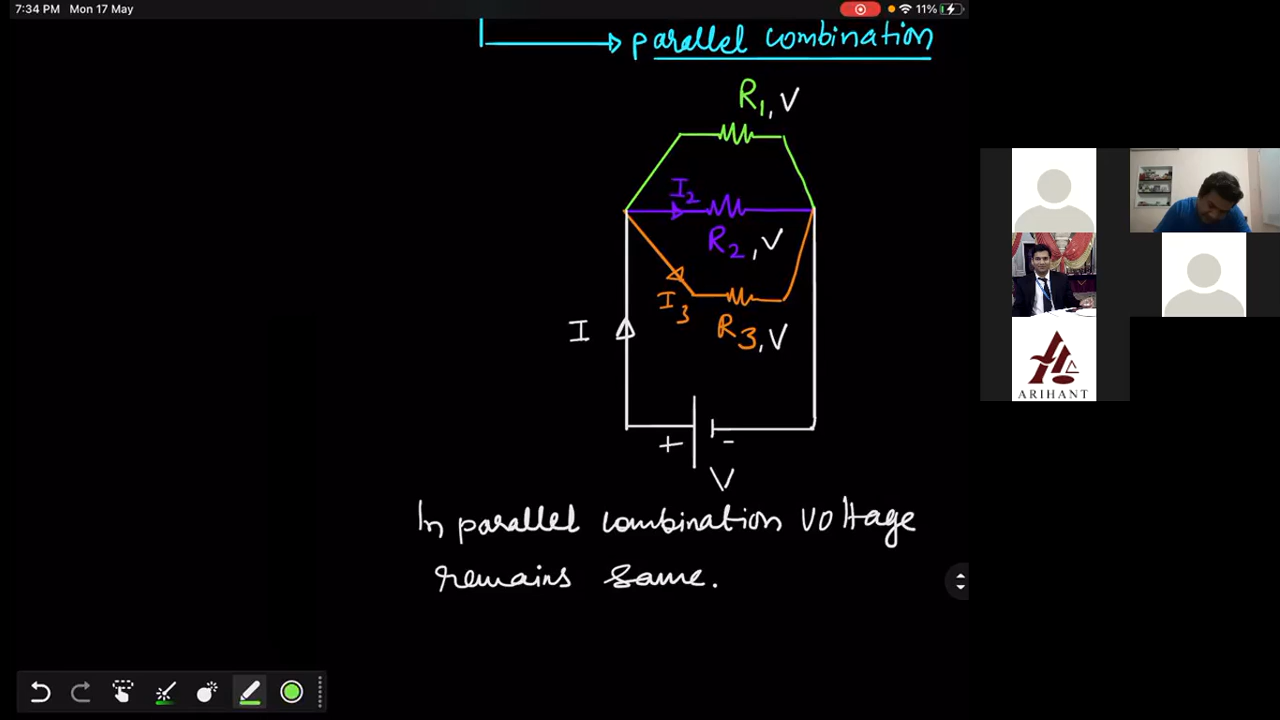 7:34 PM Mon 17 May
11%
parallel combination
R1, V
I2
R2, V
I3
R3, V
I
+ -
V
In parallel combination voltage
remains same.
ARIHANT